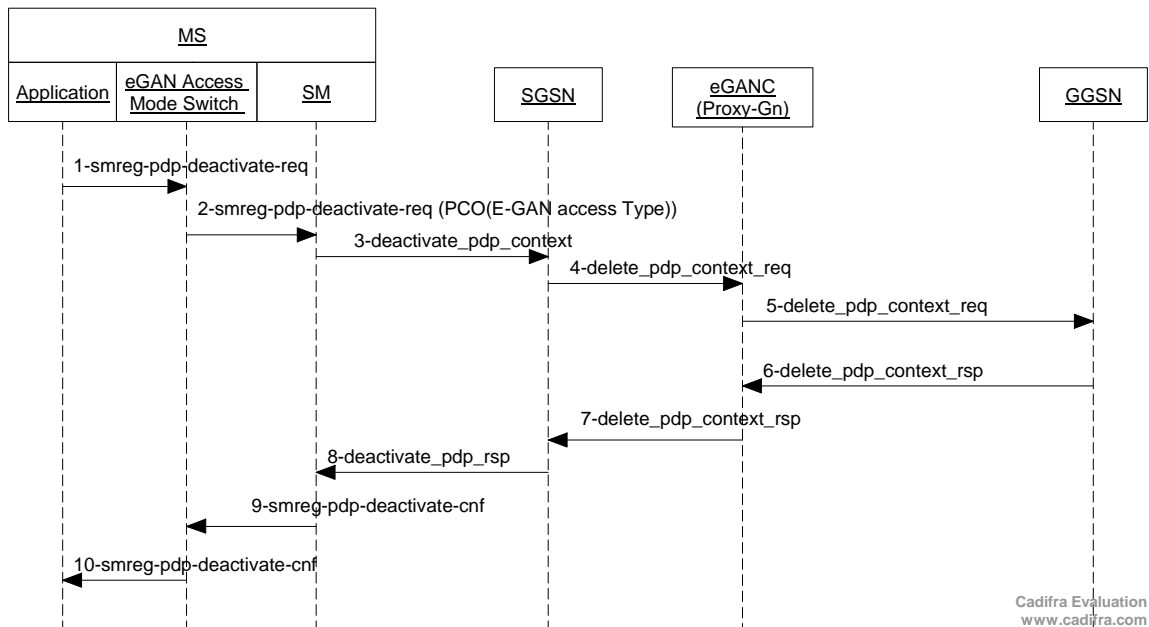 MS
Application
eGAN Access
Mode Switch
SM
SGSN
eGANC
(Proxy-Gn)
GGSN
1-smreg-pdp-deactivate-req
2-smreg-pdp-deactivate-req (PCO(E-GAN access Type))
3-deactivate_pdp_context
4-delete_pdp_context_req
5-delete_pdp_context_req
6-delete_pdp_context_rsp
7-delete_pdp_context_rsp
8-deactivate_pdp_rsp
9-smreg-pdp-deactivate-cnf
10-smreg-pdp-deactivate-cnf
Cadifra Evaluation
www.cadifra.com